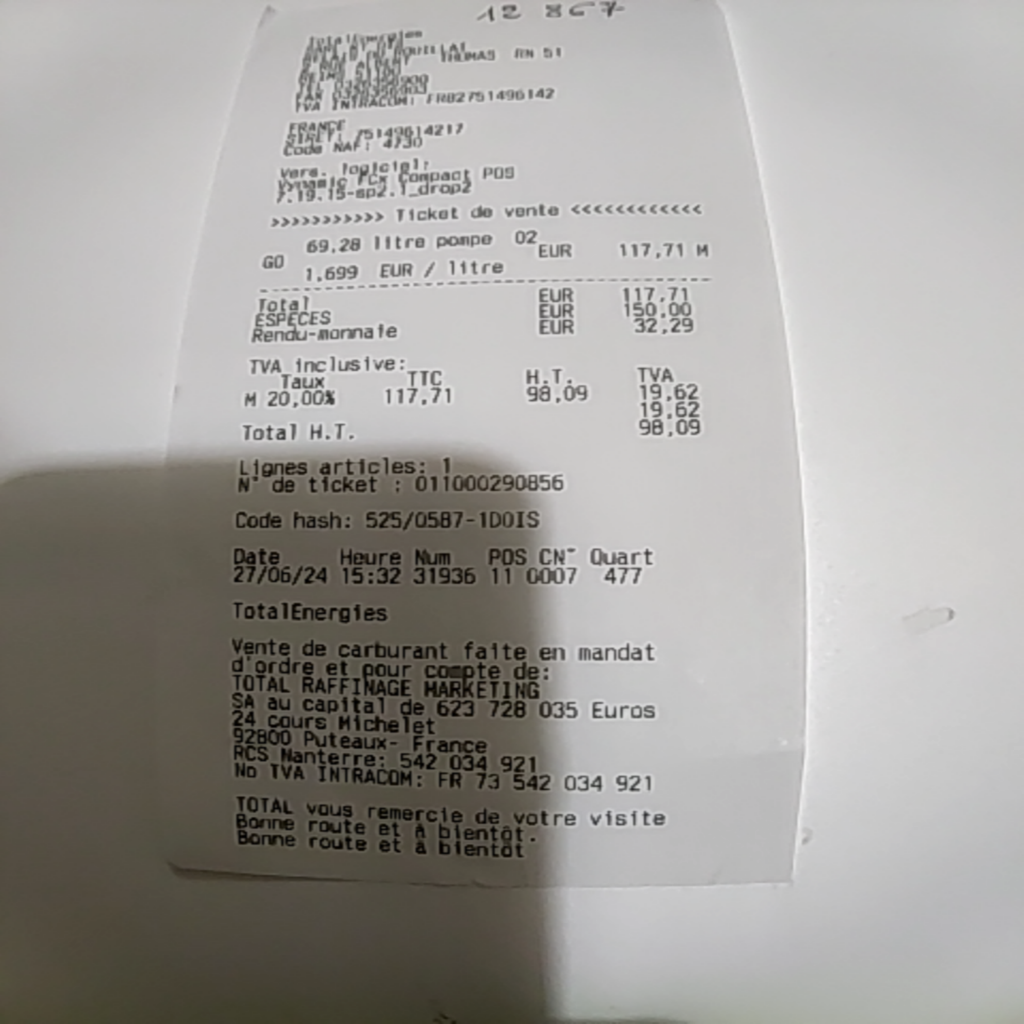 12 867
TotalEnergies
THOMAS RN 51
TVA INTRACOM: FR82751496142
FRANCE
SIRET: 75149614217
Code NAF: 4730
Vers. logiciel:
Compact POS
7.19.15-sp2.1_drop2
>>>>>>>>>>> Ticket de vente <<<<<<<<<<<<
69,28 litre pompe 02
GO EUR 117,71 M
1,699 EUR / litre
Total EUR 117,71
ESPECES EUR 150,00
Rendu-monnaie EUR 32,29
TVA inclusive:
Taux TTC H.T. TVA
M 20,00% 117,71 98,09 19,62
19,62
Total H.T. 98,09
Lignes articles: 1
N° de ticket : 011000290856
Code hash: 525/0587-1DOIS
Date Heure Num POS CN° Quart
27/06/24 15:32 31936 11 0007 477
TotalEnergies
Vente de carburant faite en mandat
d'ordre et pour compte de:
TOTAL RAFFINAGE MARKETING
SA au capital de 623 728 035 Euros
24 cours Michelet
92800 Puteaux- France
RCS Nanterre: 542 034 921
No TVA INTRACOM: FR 73 542 034 921
TOTAL vous remercie de votre visite
Bonne route et à bientôt.
Bonne route et à bientôt